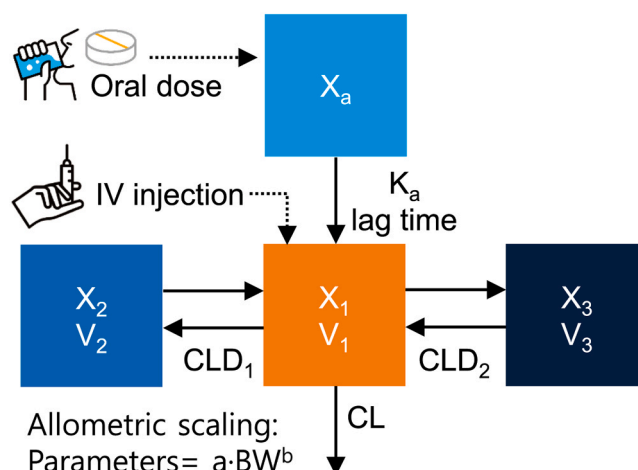 Oral dose
Xₐ
IV injection
Kₐ
lag time
X₂
V₂
X₁
V₁
X₃
V₃
CLD₁
CLD₂
CL
Allometric scaling:
Parameters= a·BWᵇ